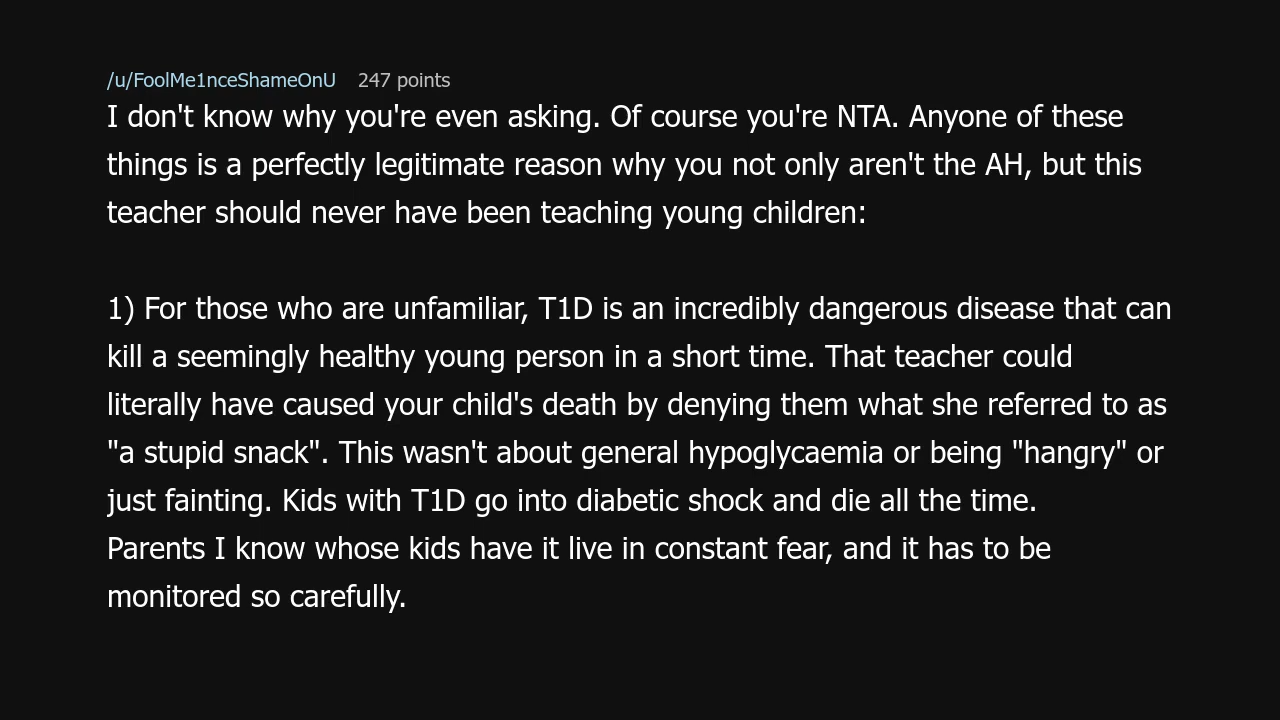 /u/FoolMe1nceShameOnU 247 points
I don't know why you're even asking. Of course you're NTA. Anyone of these
things is a perfectly legitimate reason why you not only aren't the AH, but this
teacher should never have been teaching young children:
1) For those who are unfamiliar, T1D is an incredibly dangerous disease that can
kill a seemingly healthy young person in a short time. That teacher could
literally have caused your child's death by denying them what she referred to as
"a stupid snack". This wasn't about general hypoglycaemia or being "hangry" or
just fainting. Kids with T1D go into diabetic shock and die all the time.
Parents I know whose kids have it live in constant fear, and it has to be
monitored so carefully.